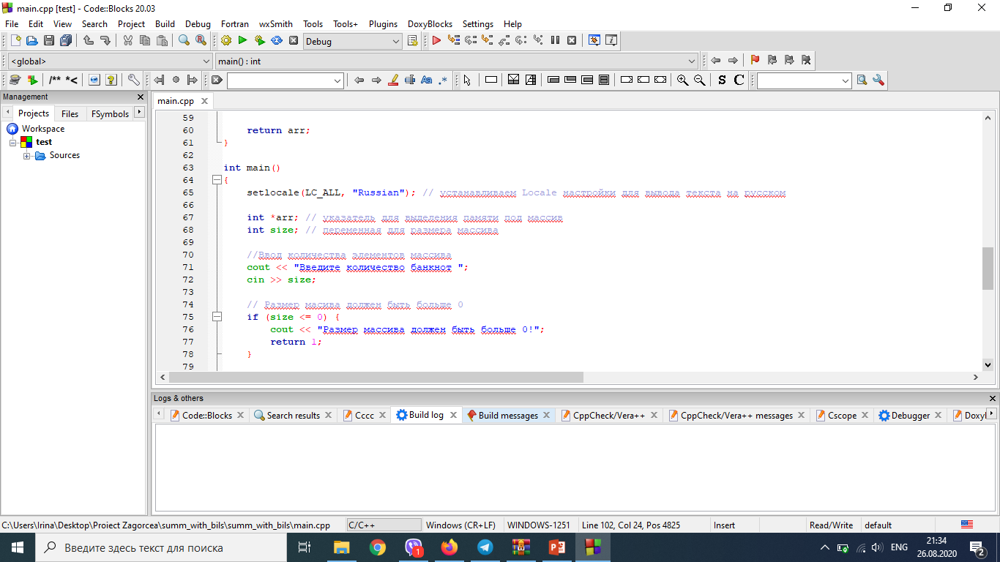 main.cpp [test] - Code::Blocks 20.03
File Edit View Search Project Build Debug Fortran wxSmith Tools Tools+ Plugins DoxyBlocks Settings Help
Debug
<global> main() : int
/** *< Aa .* S C
Management
Projects Files FSymbols
Workspace
test
Sources
main.cpp
59
60 return arr;
61 }
62
63 int main()
64 {
65 setlocale(LC_ALL, "Russian"); // устанавливаем Locale настройки для вывода текста на русском
66
67 int *arr; // указатель для выделения памяти под массив
68 int size; // переменная для размера массива
69
70 //Ввод количества элементов массива
71 cout << "Введите количество банкнот ";
72 cin >> size;
73
74 // Размер масива должен быть больше 0
75 if (size <= 0) {
76 cout << "Размер массива должен быть больше 0!";
77 return 1;
78 }
79
Logs & others
Code::Blocks Search results Cccc Build log Build messages CppCheck/Vera++ CppCheck/Vera++ messages Cscope Debugger Doxyl
C:\Users\Irina\Desktop\Proiect Zagorcea\summ_with_bils\summ_with_bils\main.cpp C/C++ Windows (CR+LF) WINDOWS-1251 Line 102, Col 24, Pos 4825 Insert Read/Write default
Введите здесь текст для поиска
1
ENG
21:34
26.08.2020
2